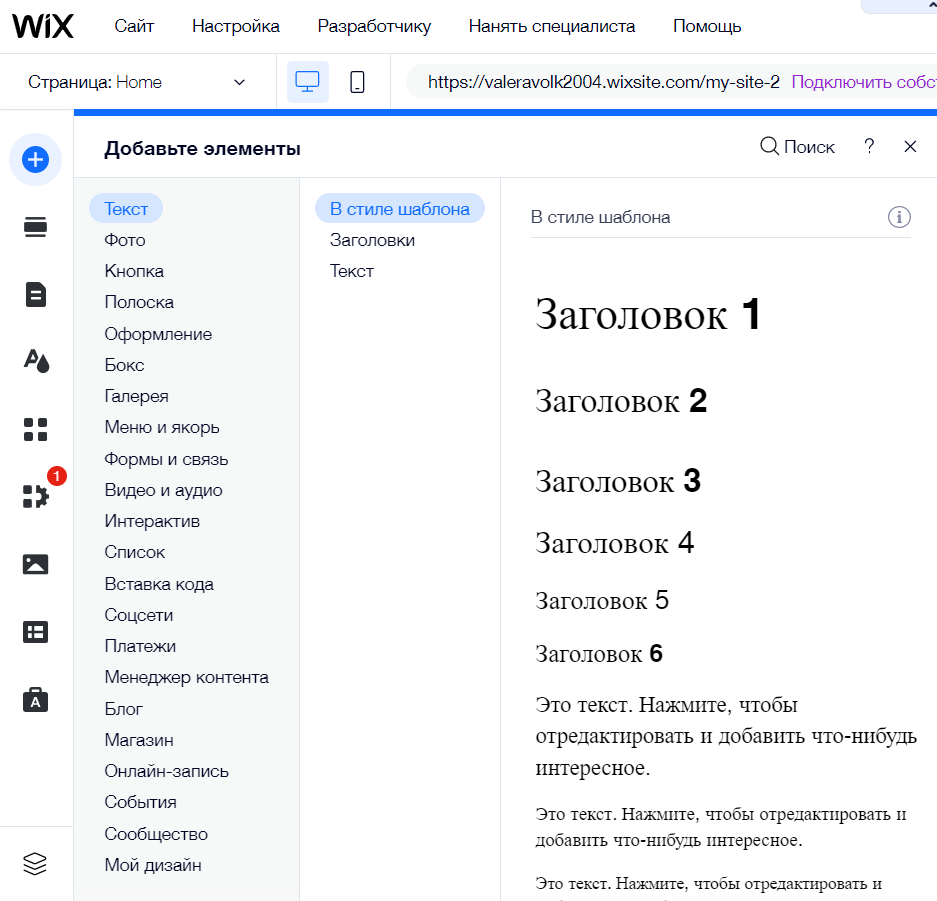 WiX Сайт Настройка Разработчику Нанять специалиста Помощь
Страница: Home https://valeravolk2004.wixsite.com/my-site-2 Подключить
Добавьте элементы Поиск ?
Текст
Фото
Кнопка
Полоска
Оформление
Бокс
Галерея
Меню и якорь
Формы и связь
Видео и аудио
Интерактив
Список
Вставка кода
Соцсети
Платежи
Менеджер контента
Блог
Магазин
Онлайн-запись
События
Сообщество
Мой дизайн
В стиле шаблона
Заголовки
Текст
В стиле шаблона i
Заголовок 1
Заголовок 2
Заголовок 3
Заголовок 4
Заголовок 5
Заголовок 6
Это текст. Нажмите, чтобы
отредактировать и добавить что-нибудь
интересное.
Это текст. Нажмите, чтобы отредактировать и
добавить что-нибудь интересное.
Это текст. Нажмите, чтобы отредактировать и
1
A